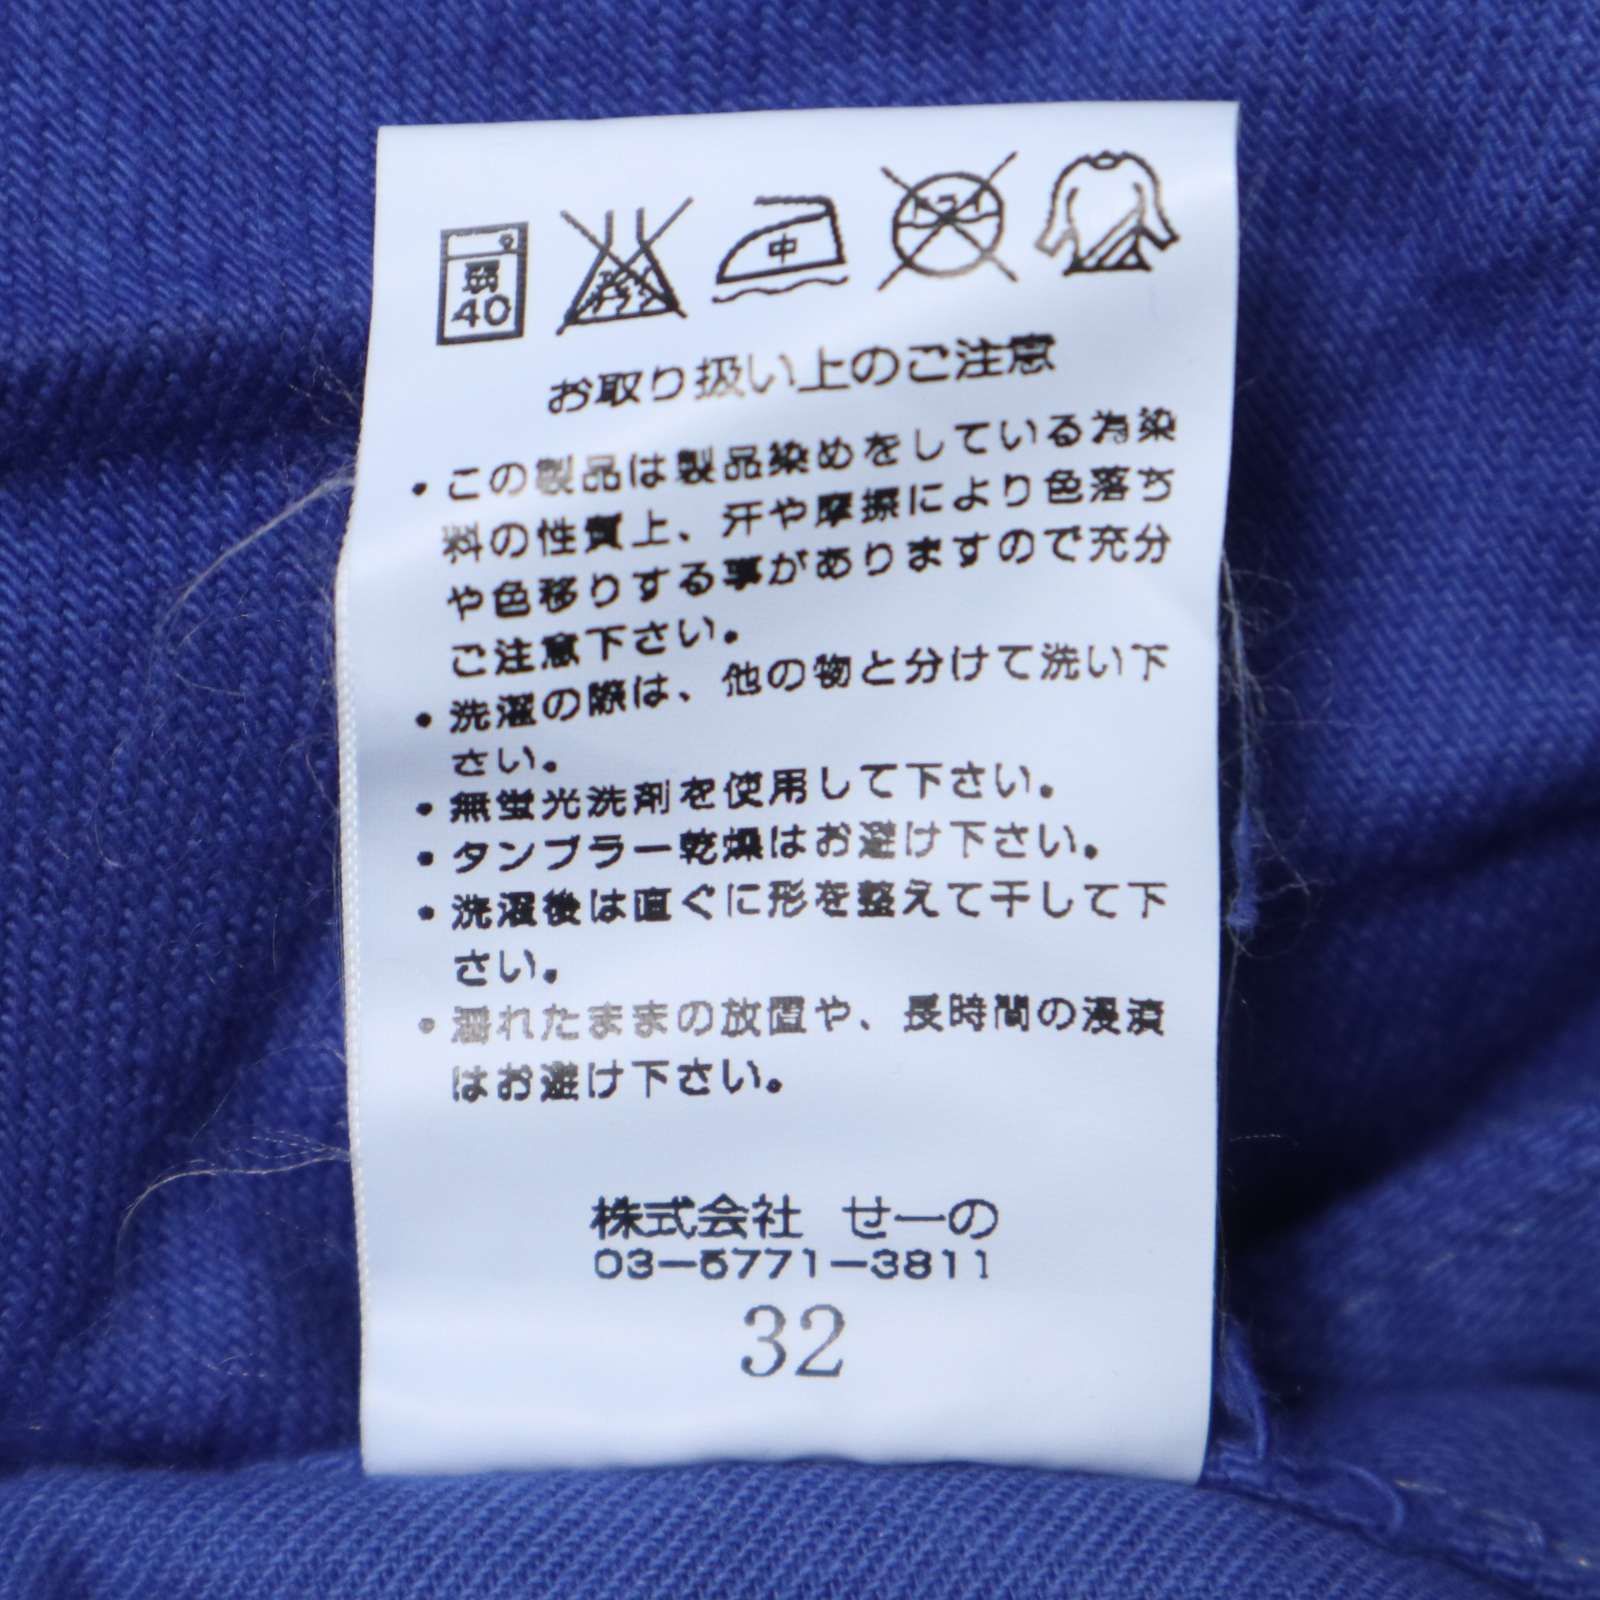 弱
40
中
ドライ
お取り扱い上のご注意
・この製品は製品染めをしている為染
料の性質上、汗や摩擦により色落ち
や色移りする事がありますので充分
ご注意下さい。
・洗濯の際は、他の物と分けて洗い下
さい。
・無蛍光洗剤を使用して下さい。
・タンブラー乾燥はお避け下さい。
・洗濯後は直ぐに形を整えて干して下
さい。
・濡れたままの放置や、長時間の浸漬
はお避け下さい。
株式会社 せーの
03-5771-3811
32